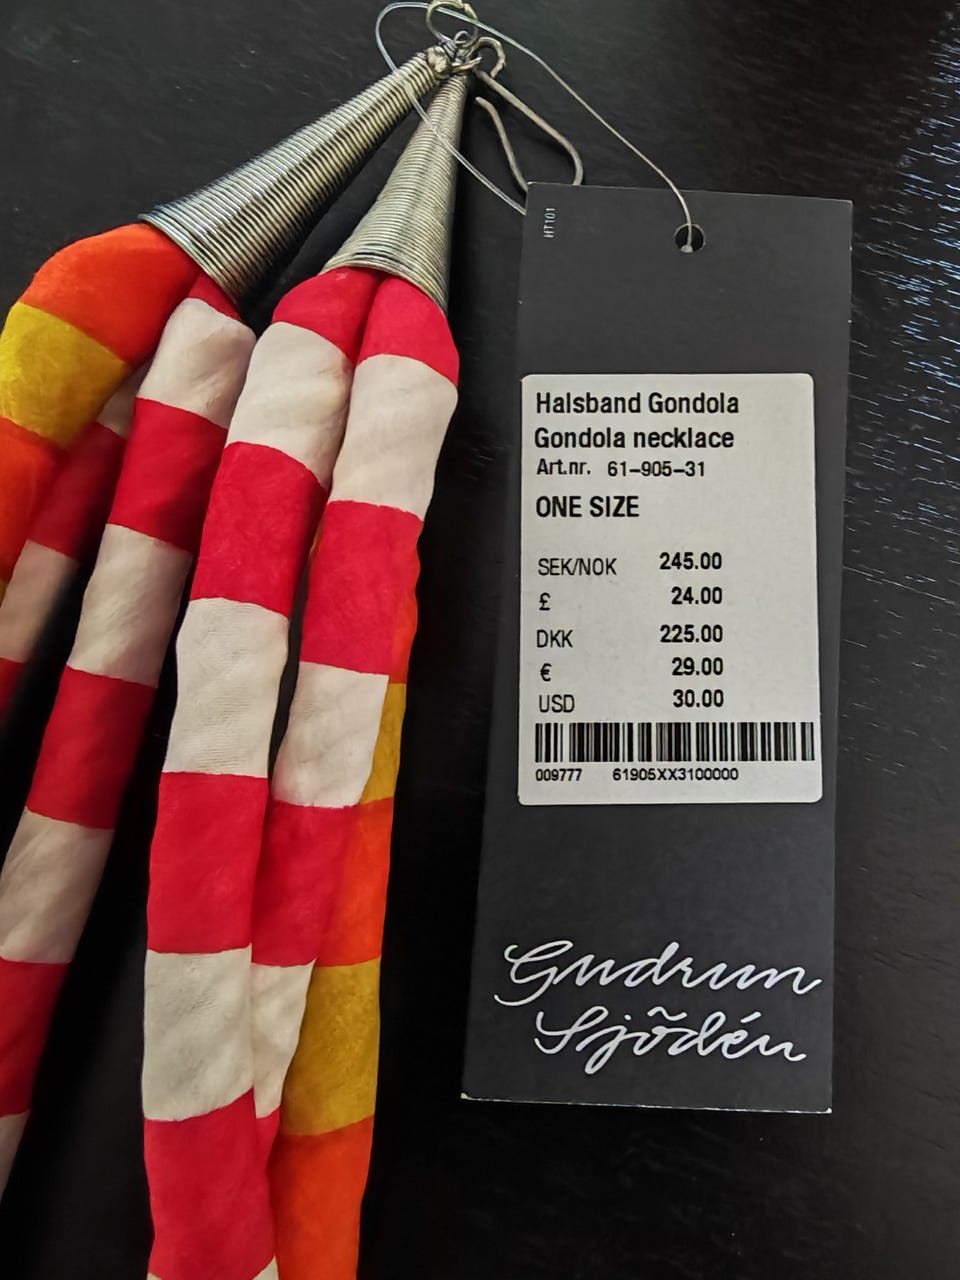 HT101
Halsband Gondola
Gondola necklace
Art.nr. 61-905-31
ONE SIZE
SEK/NOK 245.00
£ 24.00
DKK 225.00
€ 29.00
USD 30.00
009777 61905XX3100000
Gudrun
Sjõdén